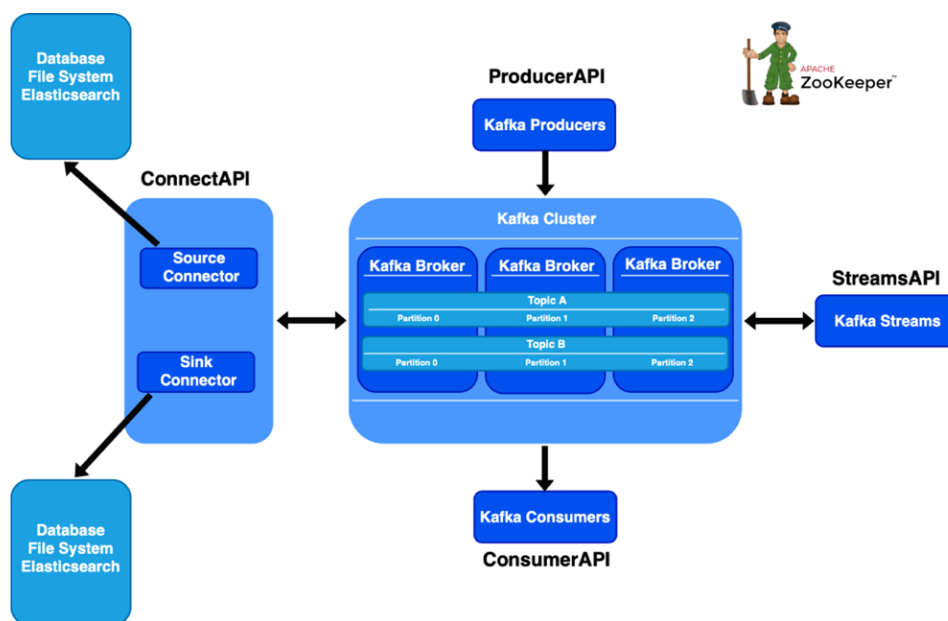 Database
File System
Elasticsearch
APACHE
ZooKeeper™
ProducerAPI
Kafka Producers
ConnectAPI
Source
Connector
Sink
Connector
Kafka Cluster
Kafka Broker
Kafka Broker
Kafka Broker
Topic A
Partition 0
Partition 1
Partition 2
Topic B
Partition 0
Partition 1
Partition 2
StreamsAPI
Kafka Streams
Kafka Consumers
ConsumerAPI
Database
File System
Elasticsearch